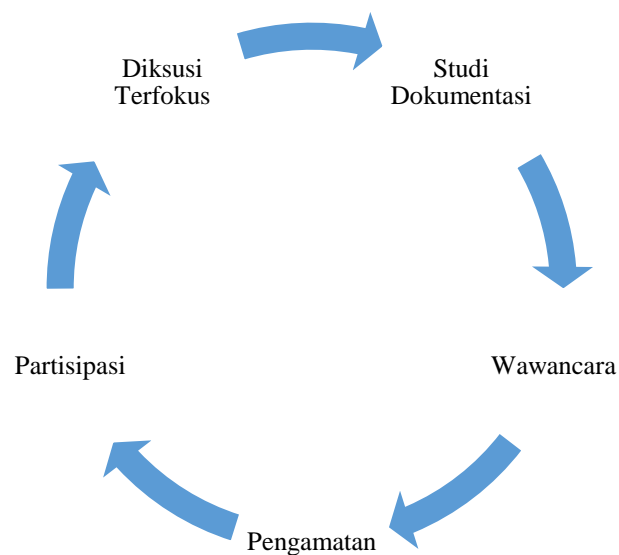 Diksusi
Terfokus
Studi
Dokumentasi
Wawancara
Pengamatan
Partisipasi